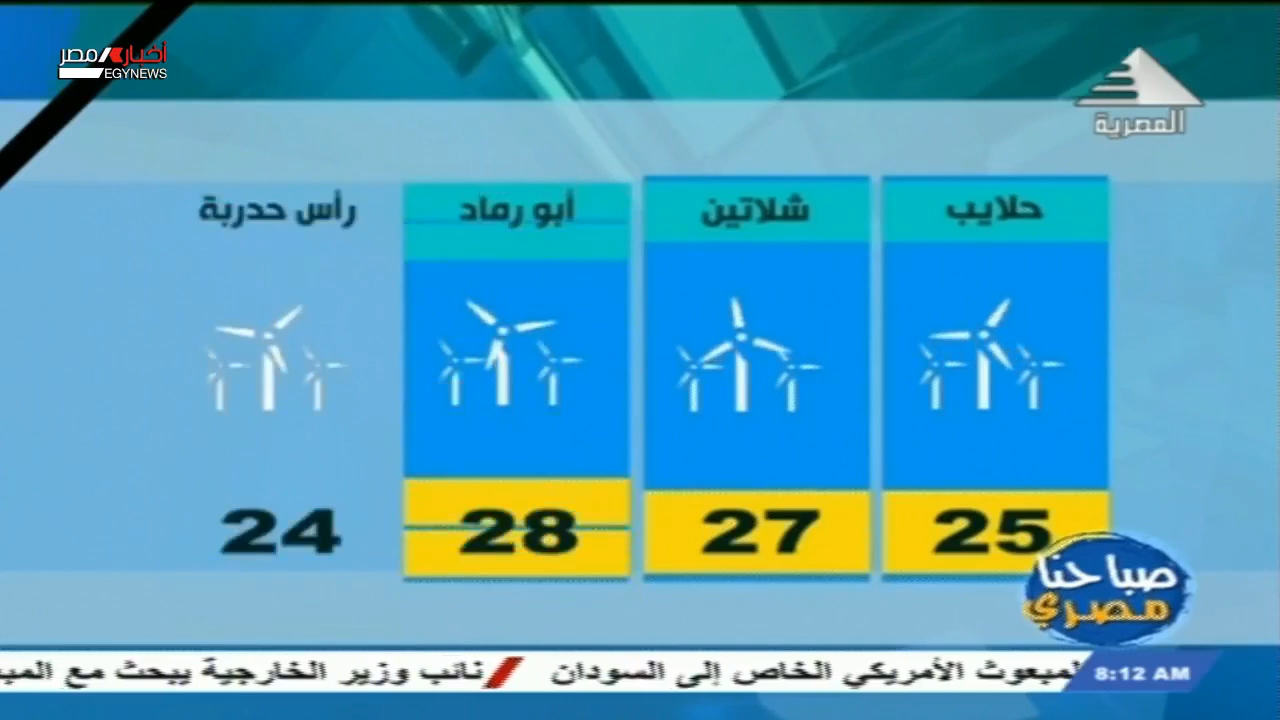 أخبار مصر
EGYNEWS
المصرية
حلايب
شلاتين
أبو رماد
رأس حدربة
25
27
28
24
صباحنا
مصري
8:12 AM
لمبعوث الأمريكي الخاص إلى السودان
نائب وزير الخارجية يبحث مع